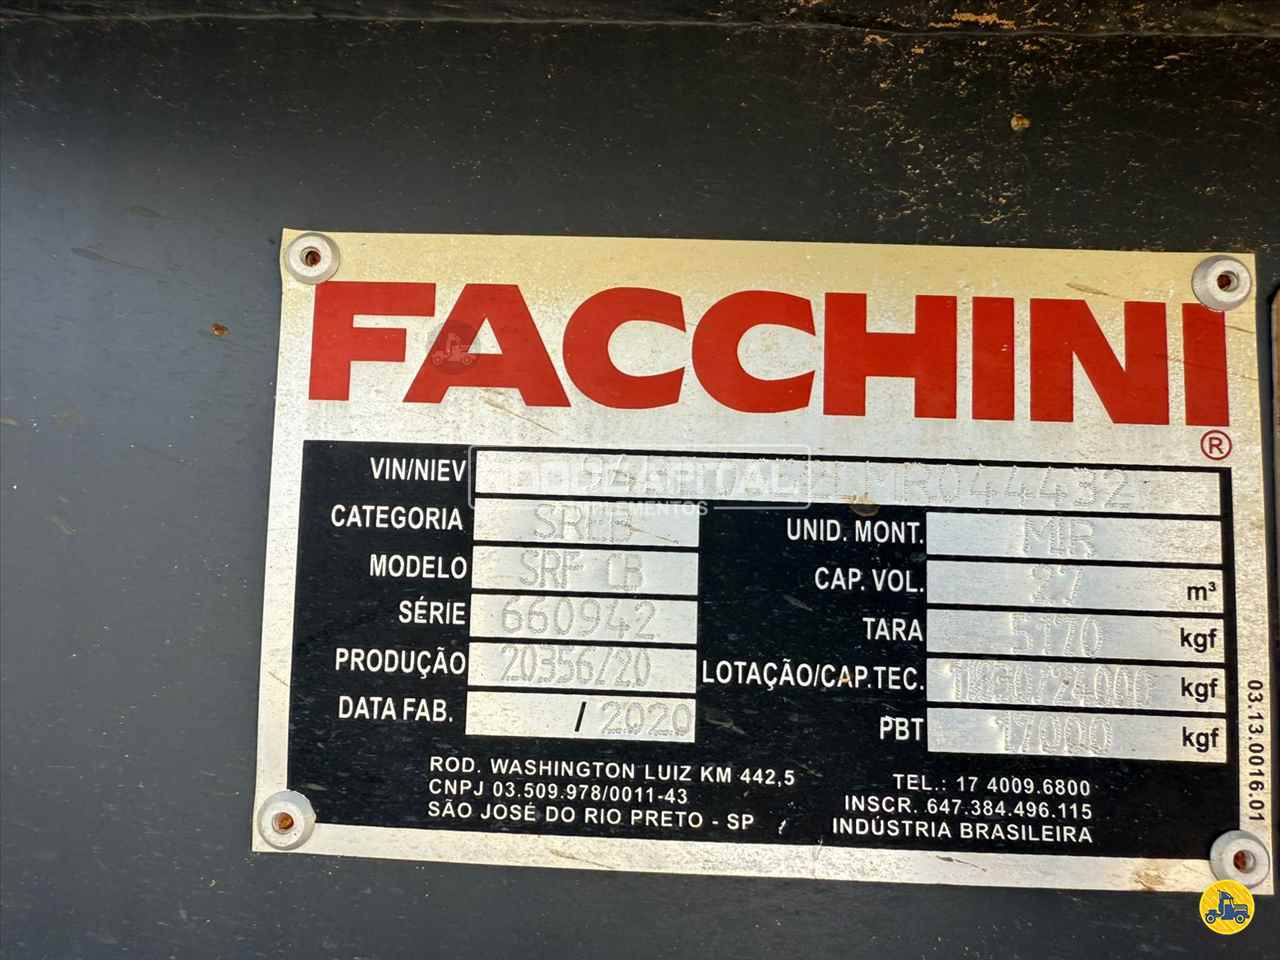 FACCHINI
®
VIN/NIEV LMR044432
RODOCAPITAL
IMPLEMENTOS
CATEGORIA
MODELO SRF CB
SÉRIE 660942
PRODUÇÃO 20356/20
DATA FAB. /2020
UNID. MONT. MR
CAP. VOL. 27 m³
TARA 5170 kgf
LOTAÇÃO/CAP.TEC. kgf
PBT 17000 kgf
ROD. WASHINGTON LUIZ KM 442,5
CNPJ 03.509.978/0011-43
SÃO JOSÉ DO RIO PRETO - SP
TEL.: 17 4009.6800
INSCR. 647.384.496.115
INDÚSTRIA BRASILEIRA
03.13.0016.01